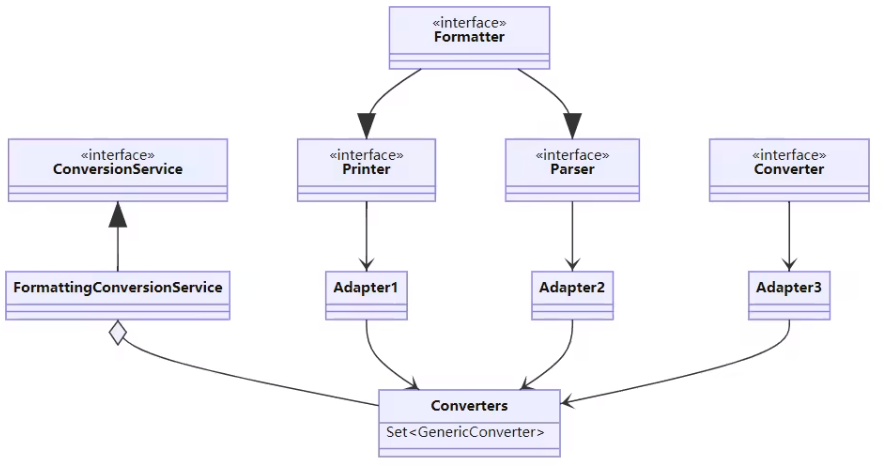 «interface»
Formatter
«interface»
ConversionService
«interface»
Printer
«interface»
Parser
«interface»
Converter
FormattingConversionService
Adapter1
Adapter2
Adapter3
Converters
Set<GenericConverter>